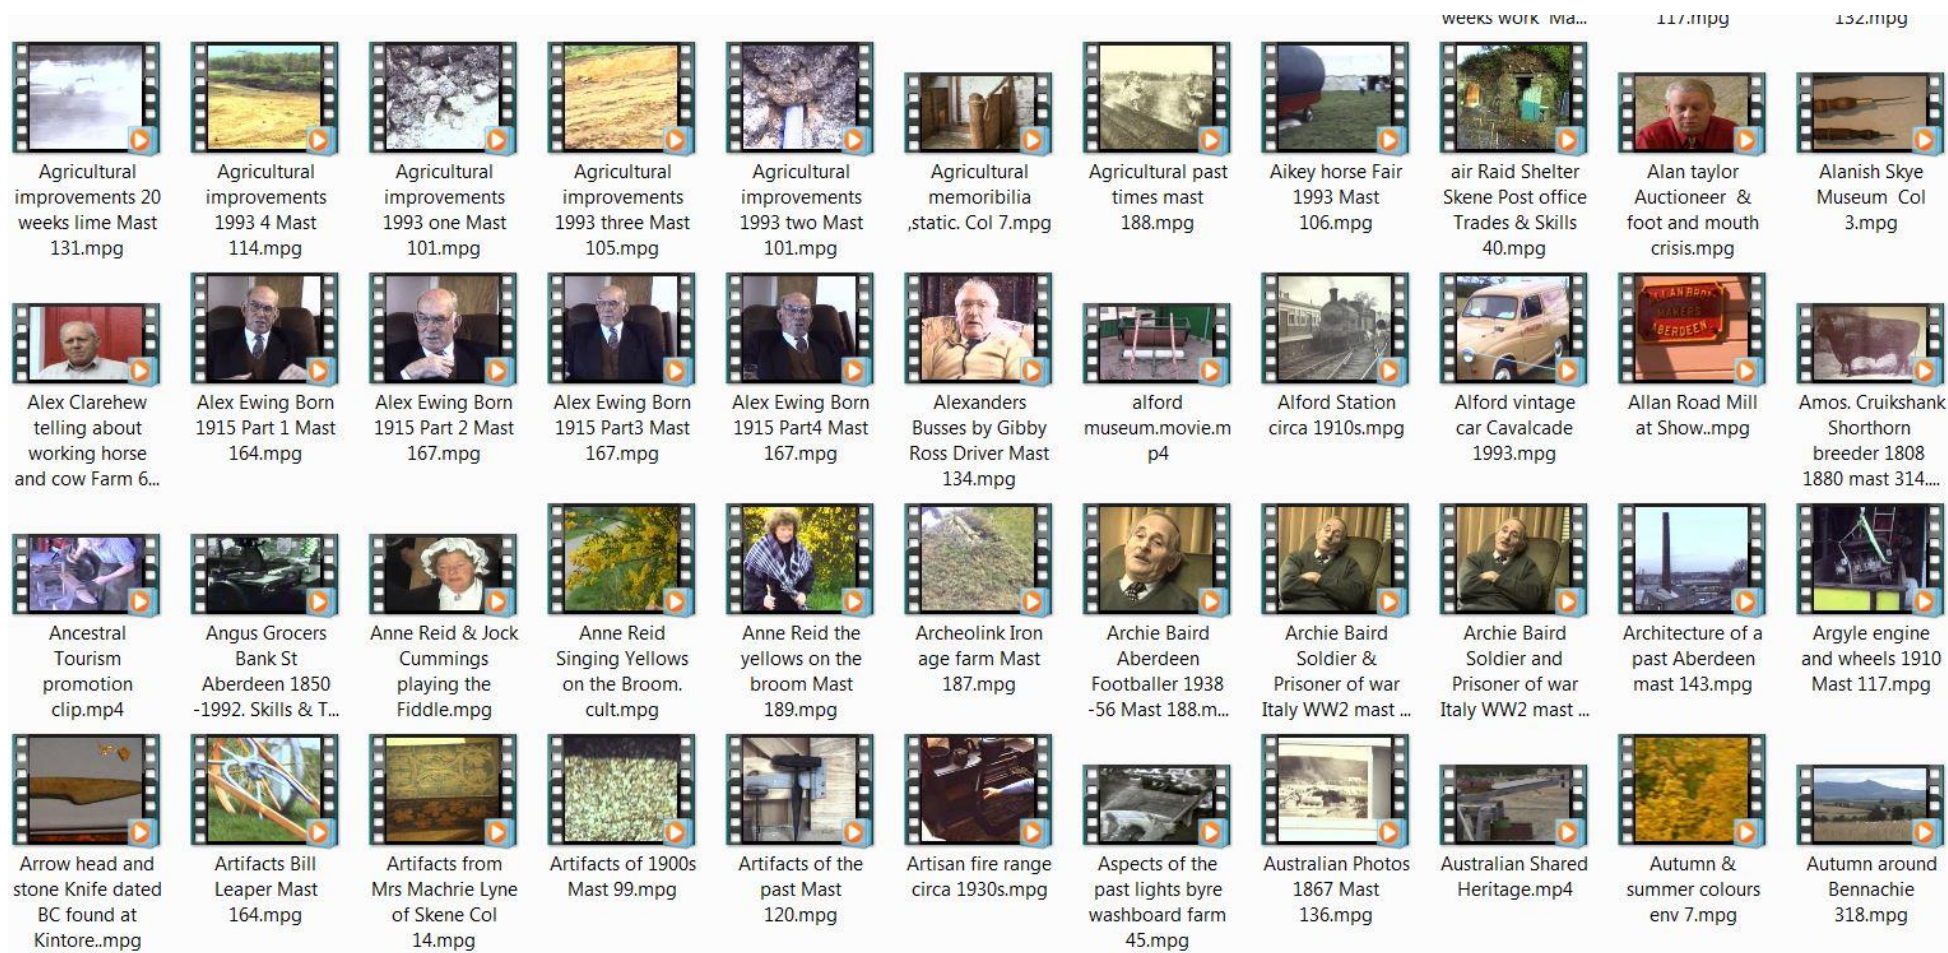 weeks work Ma...
117.mpg
132.mpg
Agricultural
improvements 20
weeks lime Mast
131.mpg
Agricultural
improvements
1993 4 Mast
114.mpg
Agricultural
improvements
1993 one Mast
101.mpg
Agricultural
improvements
1993 three Mast
105.mpg
Agricultural
improvements
1993 two Mast
101.mpg
Agricultural
memoribilia
,static. Col 7.mpg
Agricultural past
times mast
188.mpg
Aikey horse Fair
1993 Mast
106.mpg
air Raid Shelter
Skene Post office
Trades & Skills
40.mpg
Alan taylor
Auctioneer &
foot and mouth
crisis.mpg
Alanish Skye
Museum Col
3.mpg
Alex Clarehew
telling about
working horse
and cow Farm 6...
Alex Ewing Born
1915 Part 1 Mast
164.mpg
Alex Ewing Born
1915 Part 2 Mast
167.mpg
Alex Ewing Born
1915 Part3 Mast
167.mpg
Alex Ewing Born
1915 Part4 Mast
167.mpg
Alexanders
Busses by Gibby
Ross Driver Mast
134.mpg
alford
museum.movie.m
p4
Alford Station
circa 1910s.mpg
Alford vintage
car Cavalcade
1993.mpg
MAKERS
ABERDEEN
Allan Road Mill
at Show..mpg
Amos. Cruikshank
Shorthorn
breeder 1808
1880 mast 314....
Ancestral
Tourism
promotion
clip.mp4
Angus Grocers
Bank St
Aberdeen 1850
-1992. Skills & T...
Anne Reid & Jock
Cummings
playing the
Fiddle.mpg
Anne Reid
Singing Yellows
on the Broom.
cult.mpg
Anne Reid the
yellows on the
broom Mast
189.mpg
Archeolink Iron
age farm Mast
187.mpg
Archie Baird
Aberdeen
Footballer 1938
-56 Mast 188.m...
Archie Baird
Soldier &
Prisoner of war
Italy WW2 mast ...
Archie Baird
Soldier and
Prisoner of war
Italy WW2 mast ...
Architecture of a
past Aberdeen
mast 143.mpg
Argyle engine
and wheels 1910
Mast 117.mpg
Arrow head and
stone Knife dated
BC found at
Kintore..mpg
Artifacts Bill
Leaper Mast
164.mpg
Artifacts from
Mrs Machrie Lyne
of Skene Col
14.mpg
Artifacts of 1900s
Mast 99.mpg
Artifacts of the
past Mast
120.mpg
Artisan fire range
circa 1930s.mpg
Aspects of the
past lights byre
washboard farm
45.mpg
Australian Photos
1867 Mast
136.mpg
Australian Shared
Heritage.mp4
Autumn &
summer colours
env 7.mpg
Autumn around
Bennachie
318.mpg